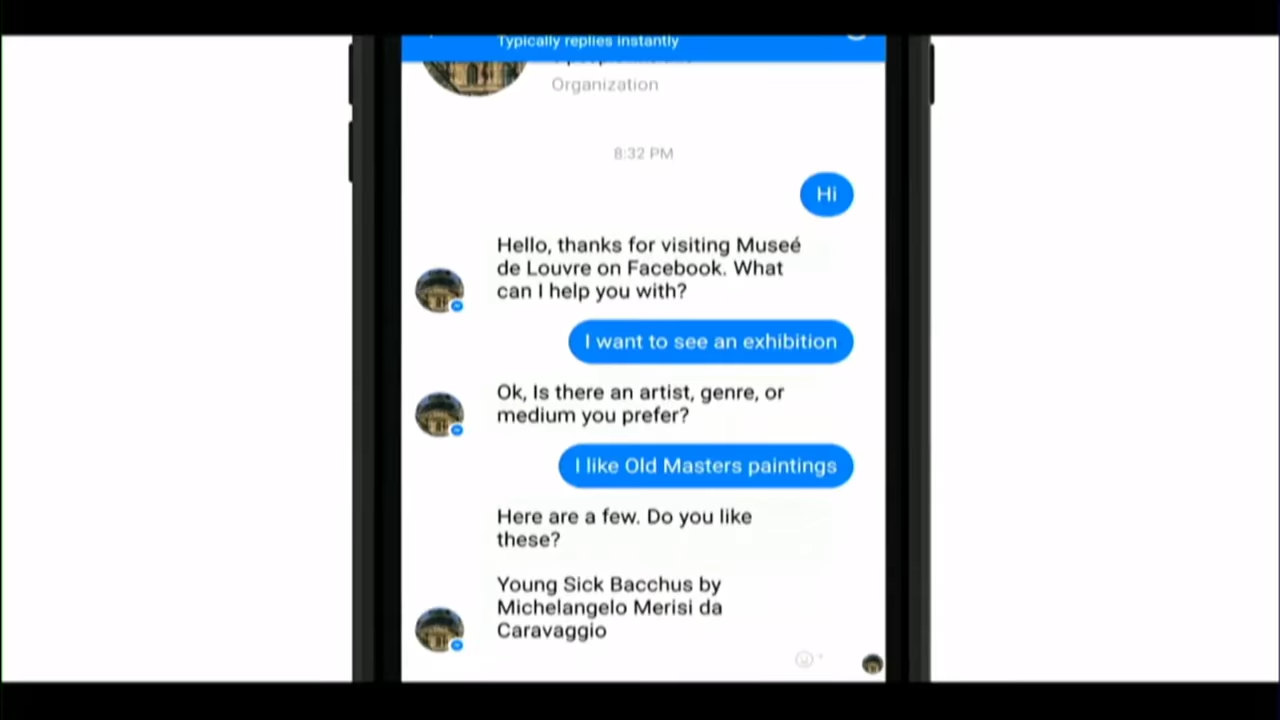 Typically replies instantly
Organization
8:32 PM
Hi
Hello, thanks for visiting Museé
de Louvre on Facebook. What
can I help you with?
I want to see an exhibition
Ok, Is there an artist, genre, or
medium you prefer?
I like Old Masters paintings
Here are a few. Do you like
these?
Young Sick Bacchus by
Michelangelo Merisi da
Caravaggio